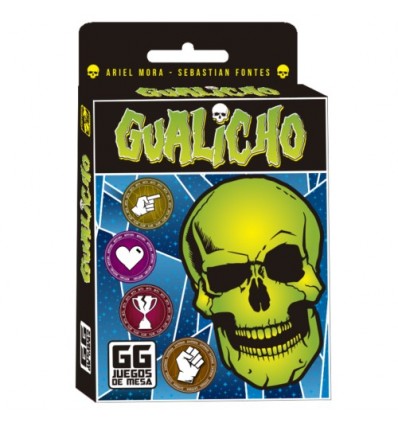 ARIEL MORA - SEBASTIAN FONTES
GUALICHO
GUALICHO
GG
JUEGOS
DE MESA